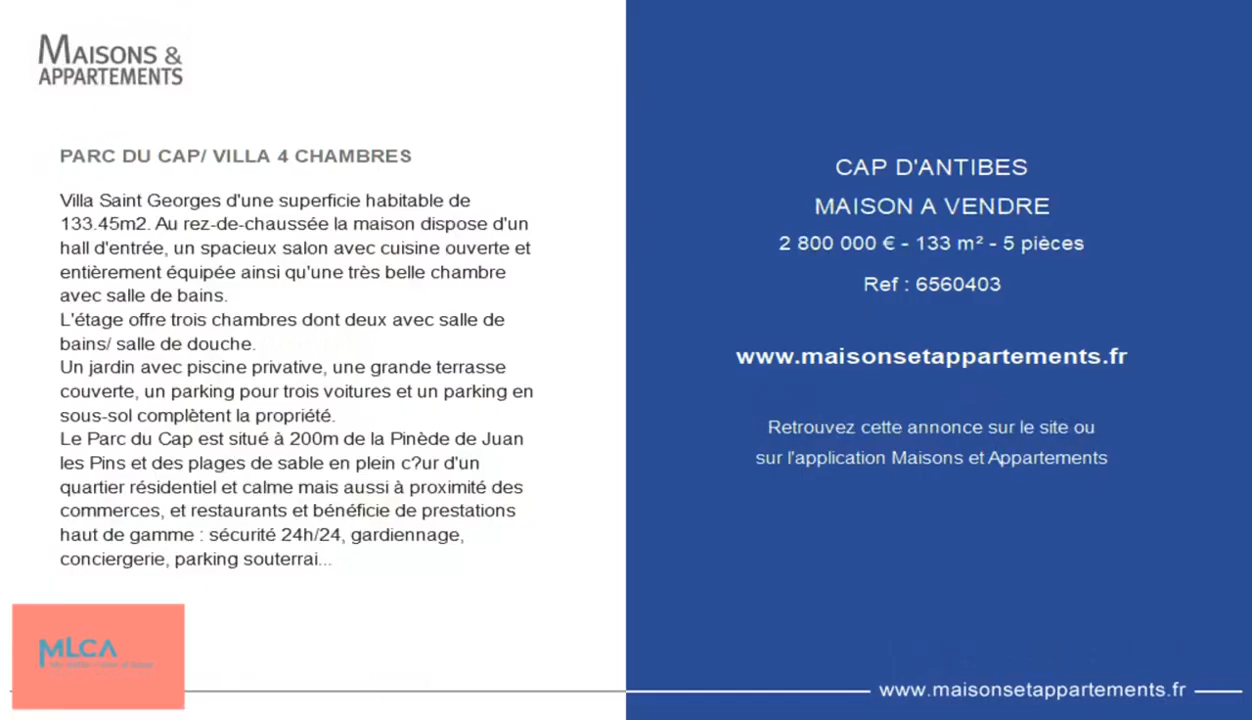 MAISONS &
APPARTEMENTS
PARC DU CAP/ VILLA 4 CHAMBRES
Villa Saint Georges d'une superficie habitable de
133.45m2. Au rez-de-chaussée la maison dispose d'un
hall d'entrée, un spacieux salon avec cuisine ouverte et
entièrement équipée ainsi qu'une très belle chambre
avec salle de bains.
L'étage offre trois chambres dont deux avec salle de
bains/ salle de douche.
Un jardin avec piscine privative, une grande terrasse
couverte, un parking pour trois voitures et un parking en
sous-sol complètent la propriété.
Le Parc du Cap est situé à 200m de la Pinède de Juan
les Pins et des plages de sable en plein c?ur d'un
quartier résidentiel et calme mais aussi à proximité des
commerces, et restaurants et bénéficie de prestations
haut de gamme : sécurité 24h/24, gardiennage,
conciergerie, parking souterrai...
MLCA
CAP D'ANTIBES
MAISON A VENDRE
2 800 000 € - 133 m² - 5 pièces
Ref : 6560403
www.maisonsetappartements.fr
Retrouvez cette annonce sur le site ou
sur l'application Maisons et Appartements
www.maisonsetappartements.fr